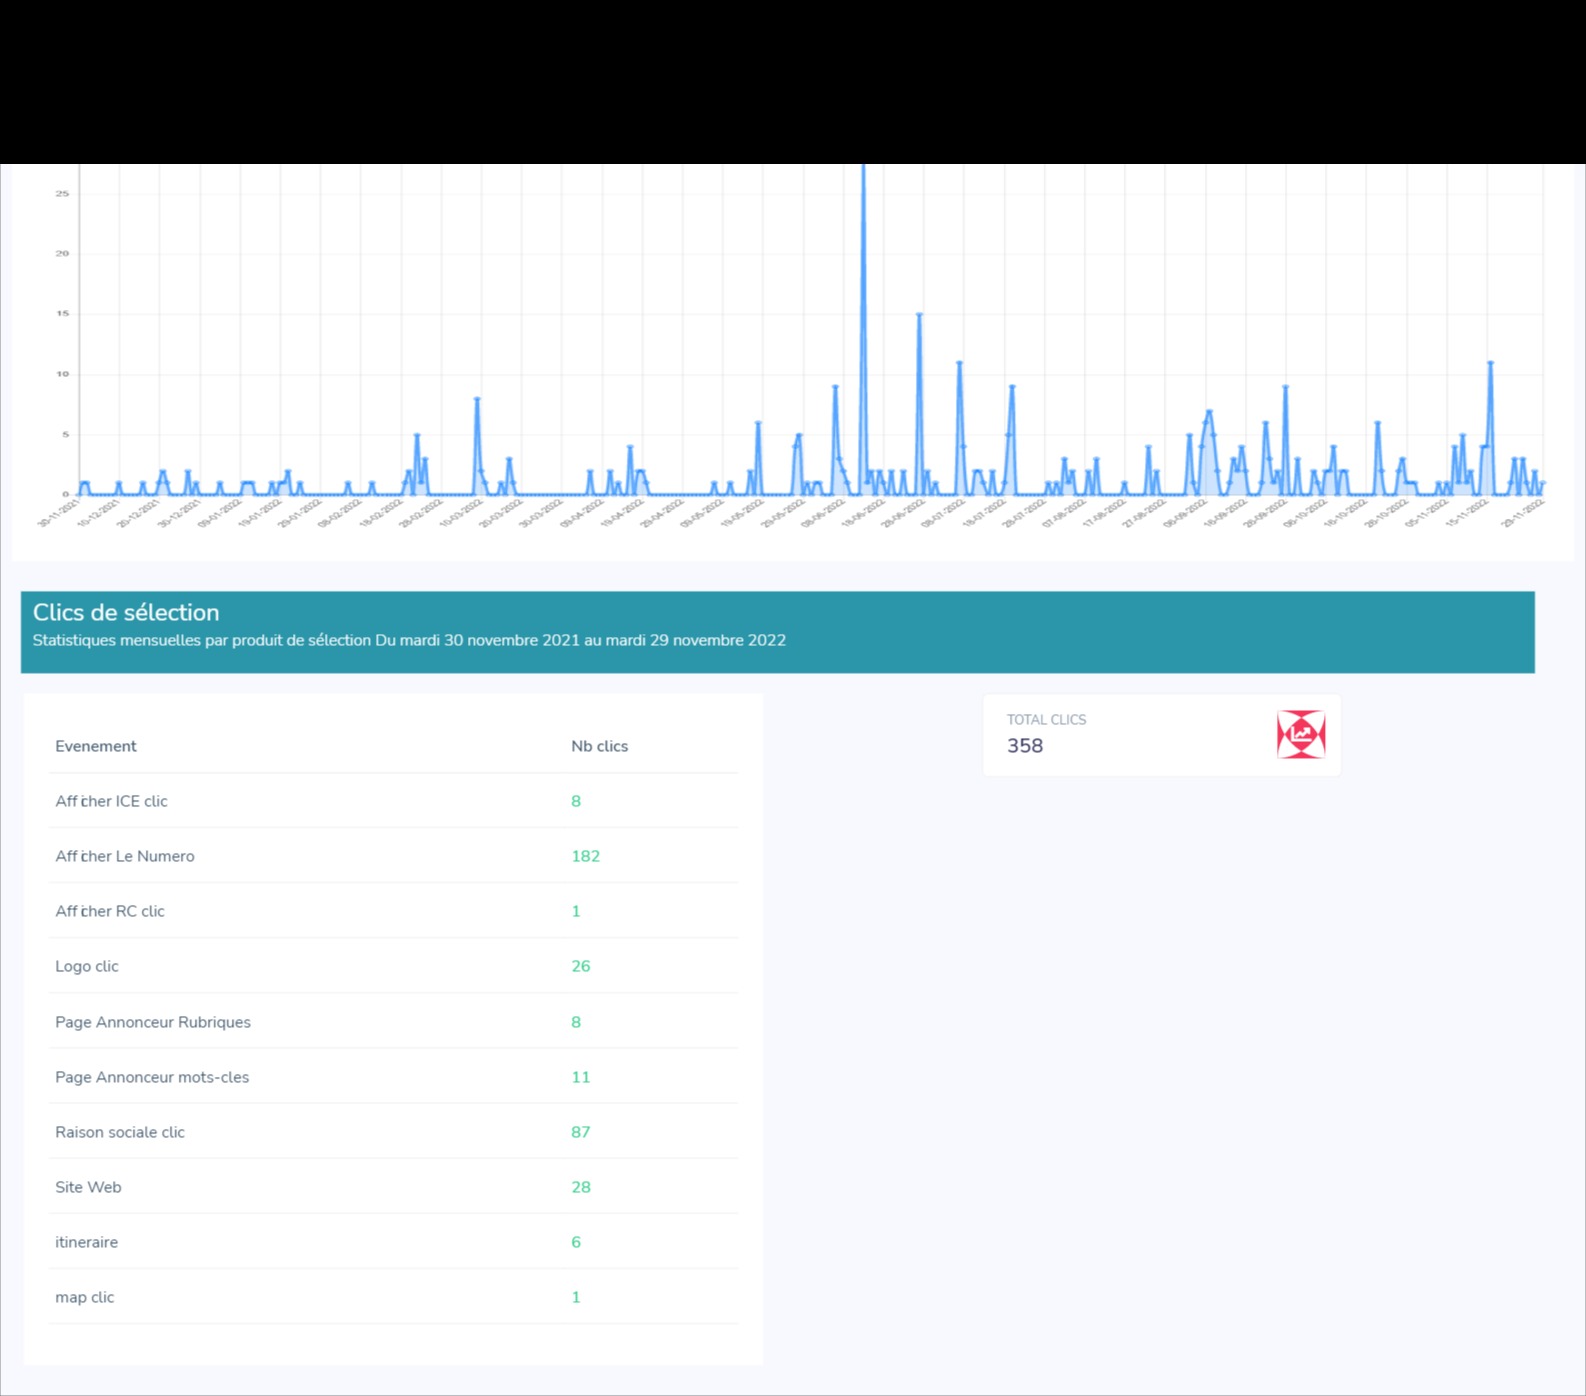 25
20
15
10
5
0
30-11-2021 10-12-2021 20-12-2021 30-12-2021 09-01-2022 19-01-2022 29-01-2022 08-02-2022 18-02-2022 28-02-2022 10-03-2022 20-03-2022 30-03-2022 09-04-2022 19-04-2022 29-04-2022 09-05-2022 19-05-2022 29-05-2022 08-06-2022 18-06-2022 28-06-2022 08-07-2022 18-07-2022 28-07-2022 07-08-2022 17-08-2022 27-08-2022 06-09-2022 16-09-2022 26-09-2022 06-10-2022 16-10-2022 26-10-2022 05-11-2022 15-11-2022 29-11-2022
Clics de sélection
Statistiques mensuelles par produit de sélection Du mardi 30 novembre 2021 au mardi 29 novembre 2022
TOTAL CLICS
358
Evenement Nb clics
Afficher ICE clic 8
Afficher Le Numero 182
Afficher RC clic 1
Logo clic 26
Page Annonceur Rubriques 8
Page Annonceur mots-cles 11
Raison sociale clic 87
Site Web 28
itineraire 6
map clic 1